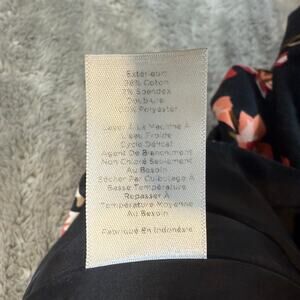 Extérieur:
98% Coton
2% Spandex
Doublure:
100% Polyester
Laver À La Machine À
L'eau Froide
Cycle Délicat
Agent De Blanchiment
Non Chloré Seulement
Au Besoin
Sécher Par Culbutage À
Basse Température
Repasser À
Température Moyenne
Au Besoin
Fabriqué En Indonésie